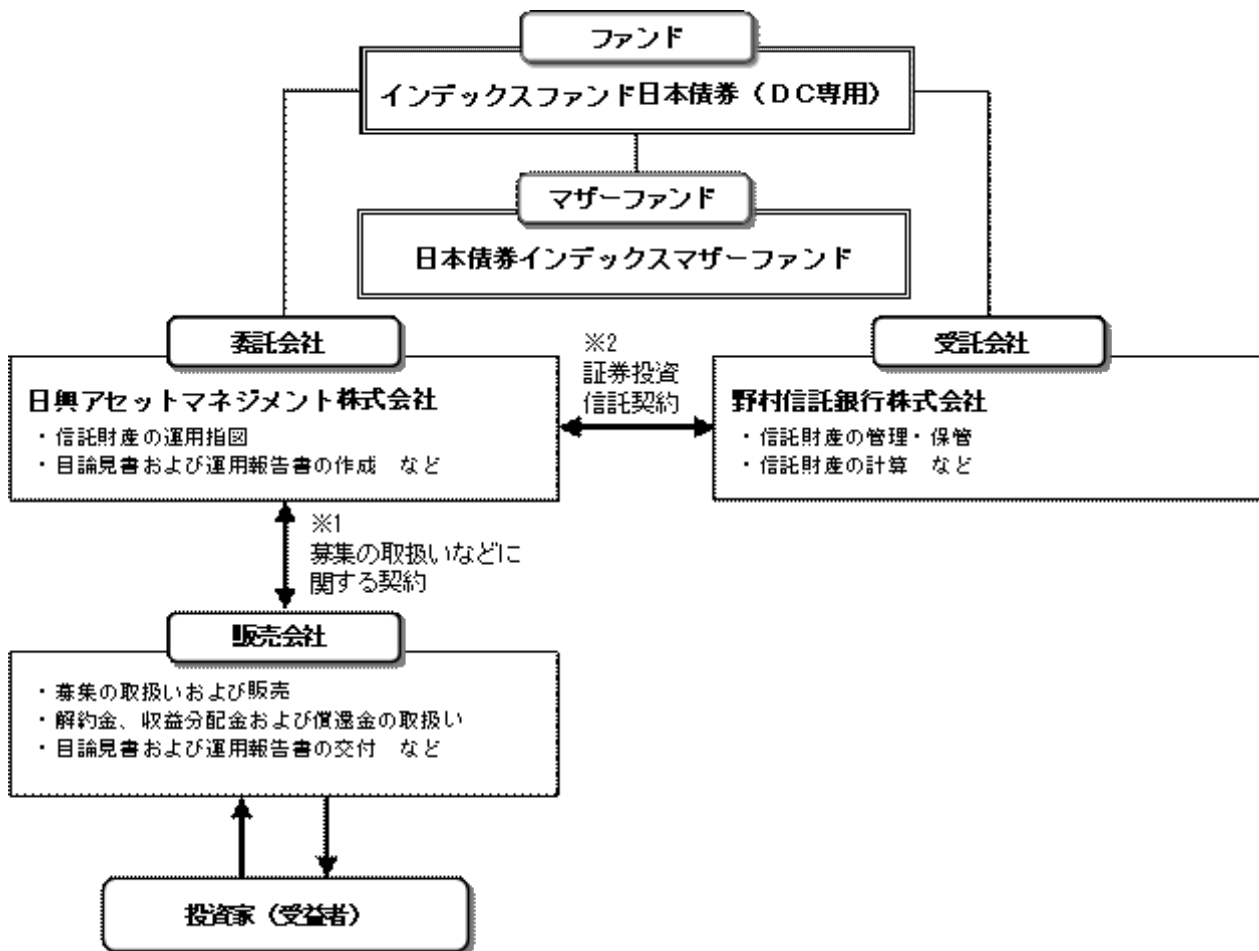 ファンド
インデックスファンド日本債券（ＤＣ専用）
マザーファンド
日本債券インデックスマザーファンド
委託会社
日興アセットマネジメント株式会社
・信託財産の運用指図
・目論見書および運用報告書の作成　など
※2
証券投資
信託契約
受託会社
野村信託銀行株式会社
・信託財産の管理・保管
・信託財産の計算　など
※1
募集の取扱いなどに
関する契約
販売会社
・募集の取扱いおよび販売
・解約金、収益分配金および償還金の取扱い
・目論見書および運用報告書の交付　など
投資家（受益者）